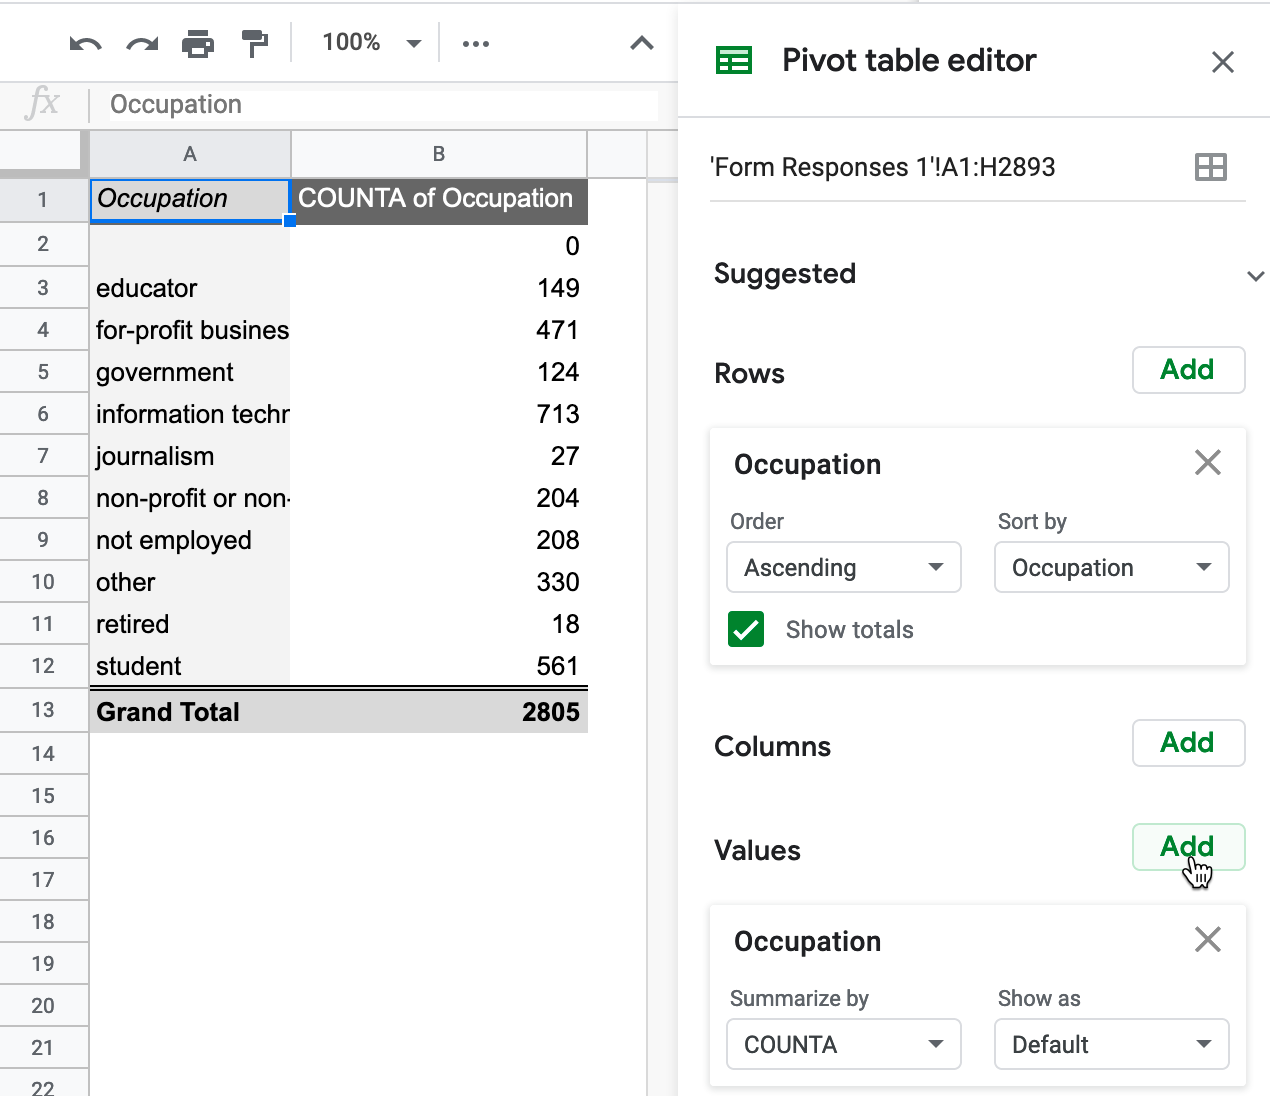 100%
Pivot table editor
fx Occupation
'Form Responses 1'!A1:H2893
A B
1 Occupation COUNTA of Occupation
2 0
3 educator 149
4 for-profit busines 471
5 government 124
6 information techr 713
7 journalism 27
8 non-profit or non- 204
9 not employed 208
10 other 330
11 retired 18
12 student 561
13 Grand Total 2805
14
15
16
17
18
19
20
21
22
Suggested
Rows Add
Occupation
Order Sort by
Ascending Occupation
Show totals
Columns Add
Values Add
Occupation
Summarize by Show as
COUNTA Default